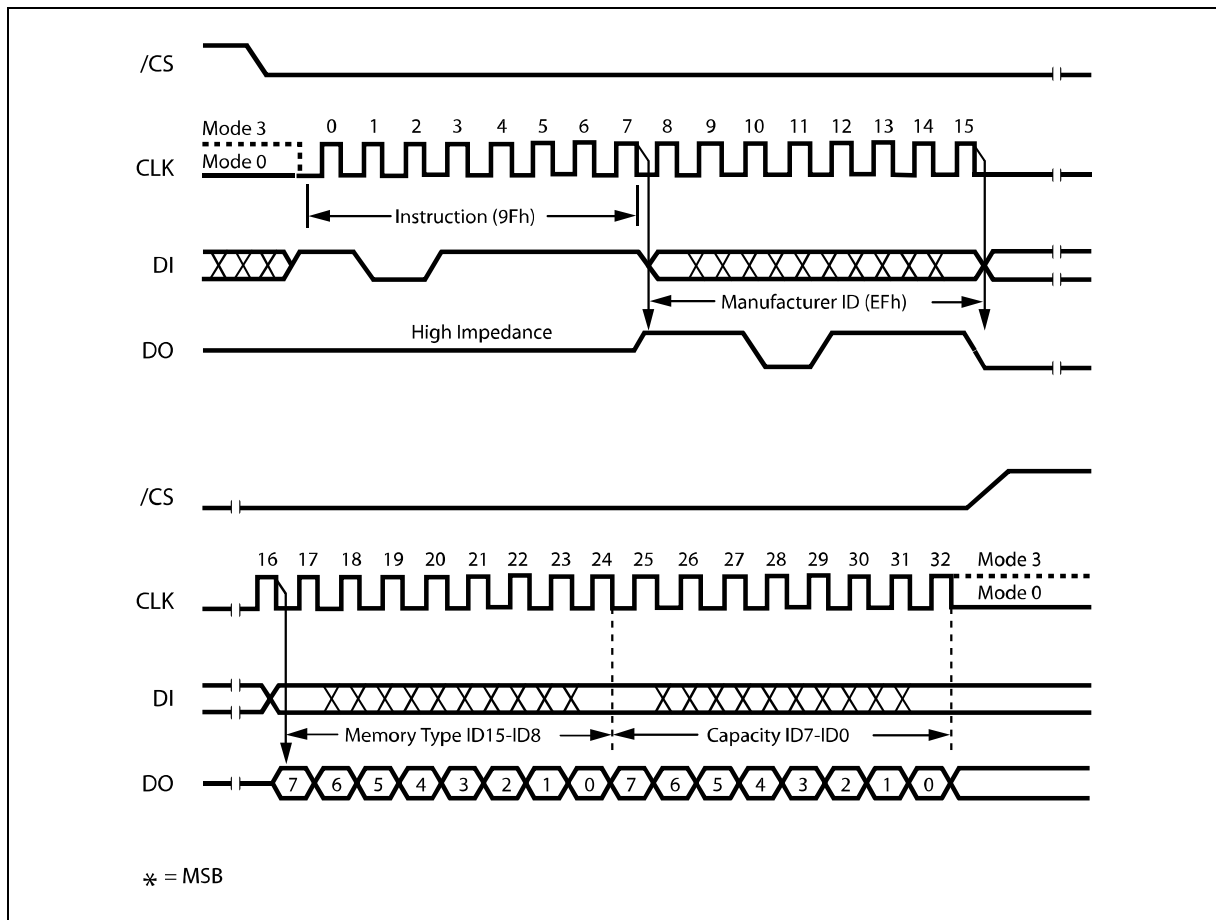 /CS
Mode 3
0 1 2 3 4 5 6 7 8 9 10 11 12 13 14 15
Mode 0
CLK
Instruction (9Fh)
DI
Manufacturer ID (EFh)
High Impedance
DO
/CS
16 17 18 19 20 21 22 23 24 25 26 27 28 29 30 31 32
Mode 3
CLK
Mode 0
DI
Memory Type ID15-ID8
Capacity ID7-ID0
DO
7 6 5 4 3 2 1 0 7 6 5 4 3 2 1 0
* = MSB